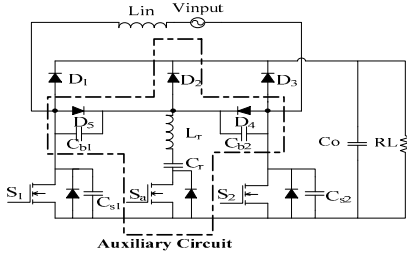 Lin Vinput
D1 D2 D3
D5 D4
Cb1 Lr Cb2 Co RL
Cr
S1 Cs1 Sa S2 Cs2
Auxiliary Circuit